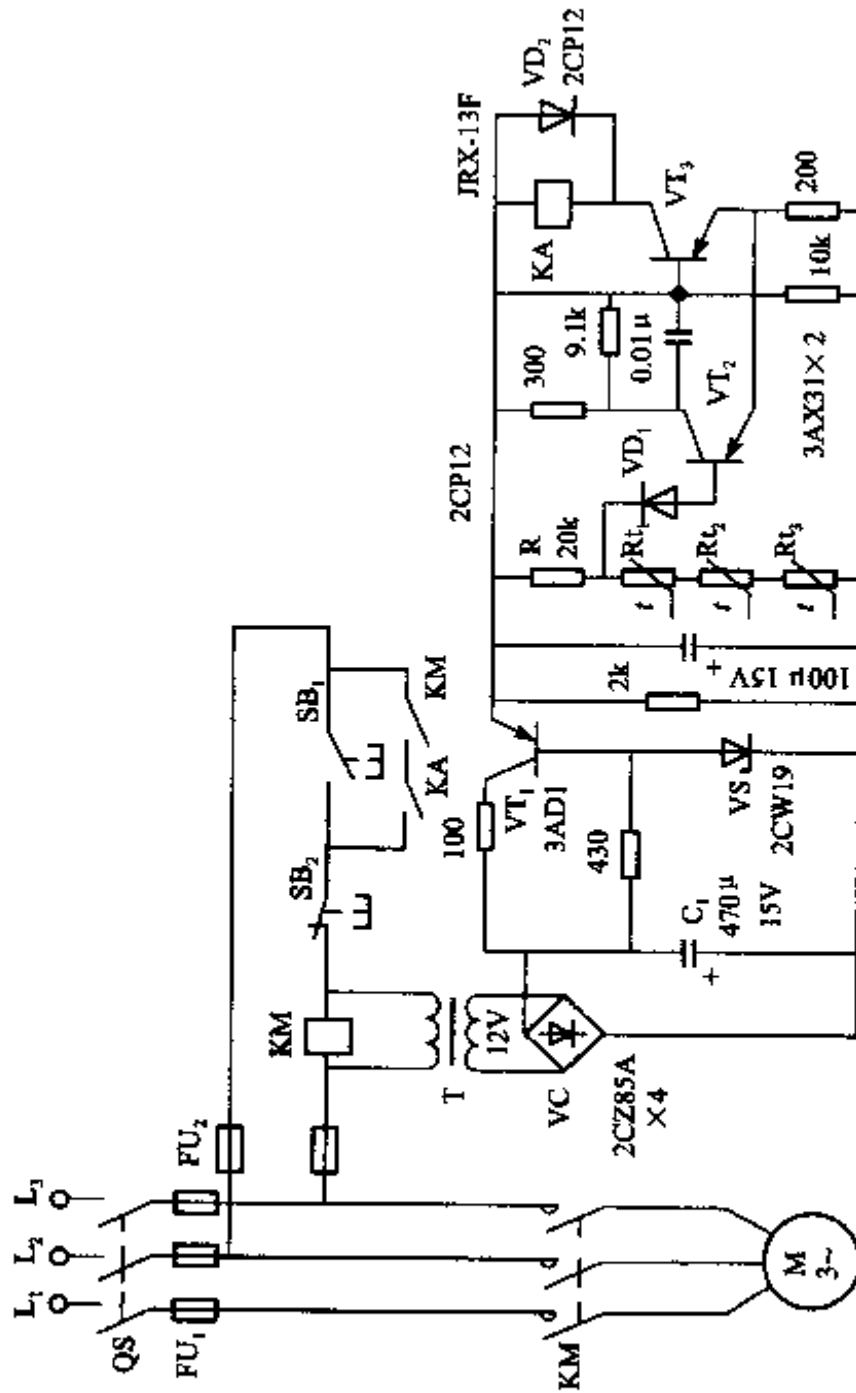 L₁
L₂
L₃
QS
FU₁
FU₂
KM
SB₂
SB₁
KA
KM
T
12V
VC
2CZ85A
×4
KM
M
3~
C₁
470μ
15V
+
100
430
VT₁
3AD1
VS
2CW19
2k
100μ 15V
+
2CP12
R
20k
Rt₁
Rt₂
Rt₃
t
t
t
VD₁
300
9.1k
0.01μ
VT₂
3AX31×2
KA
JRX-13F
VD₂
2CP12
VT₃
10k
200